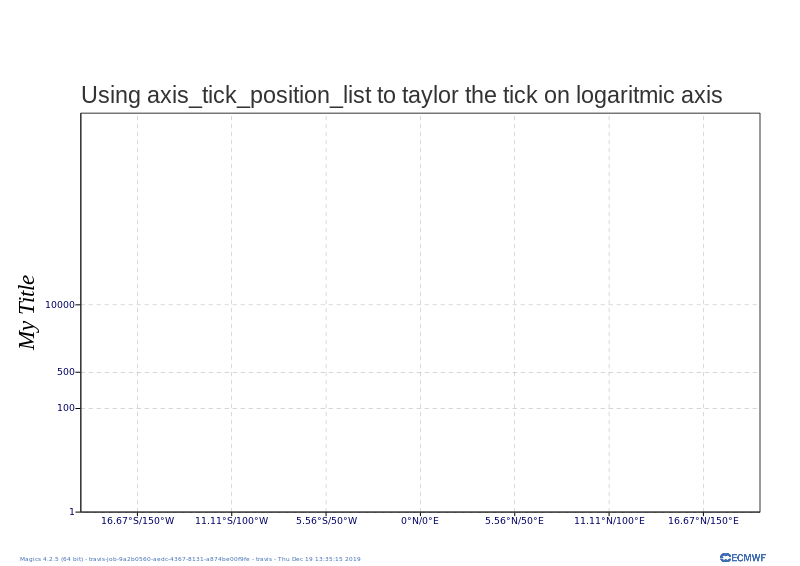 Using axis_tick_position_list to taylor the tick on logaritmic axis
My Title
10000
500
100
1
16.67°S/150°W 11.11°S/100°W 5.56°S/50°W 0°N/0°E 5.56°N/50°E 11.11°N/100°E 16.67°N/150°E
Magics 4.2.5 (64 bit) - travis-job-9a2b0560-aedc-4367-8131-a874be00f9fe - travis - Thu Dec 19 13:35:15 2019
ECMWF